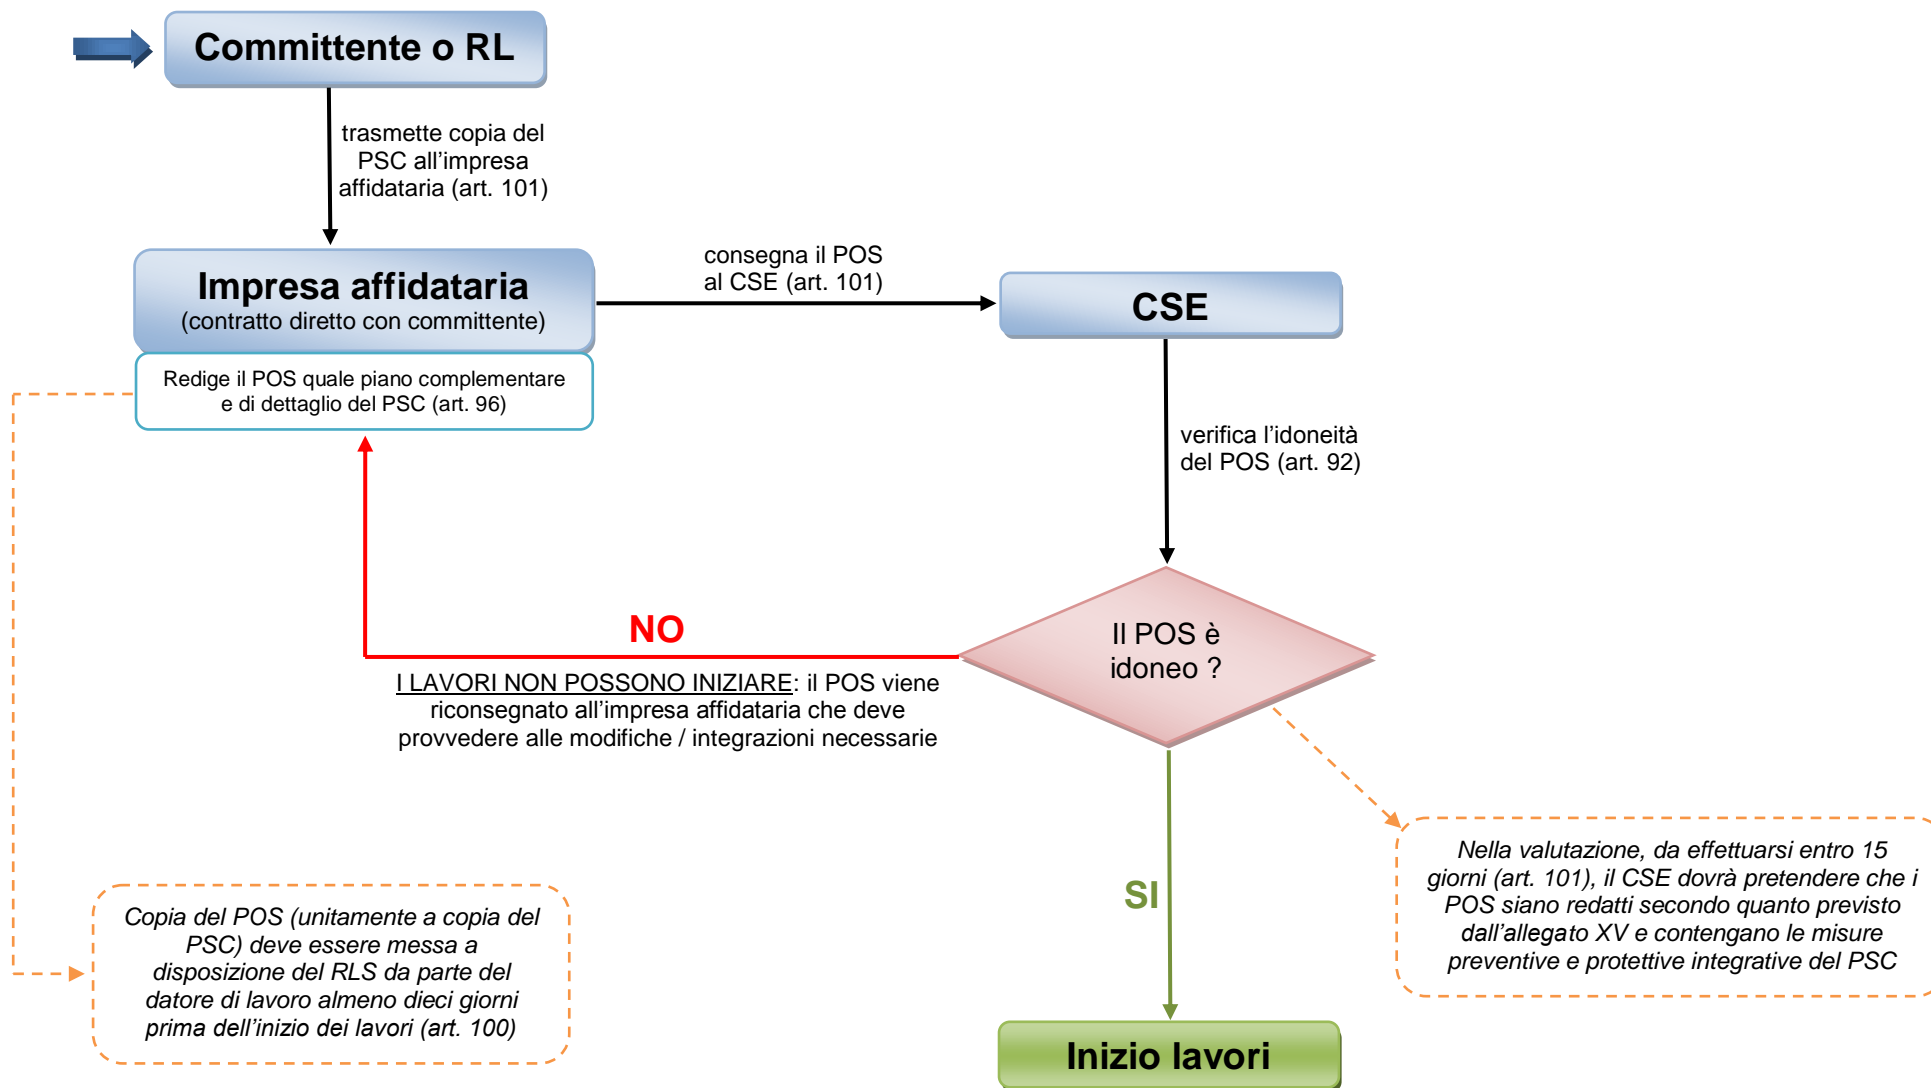 Committente o RL
trasmette copia del
PSC all’impresa
affidataria (art. 101)
Impresa affidataria
(contratto diretto con committente)
Redige il POS quale piano complementare
e di dettaglio del PSC (art. 96)
consegna il POS
al CSE (art. 101)
CSE
verifica l’idoneità
del POS (art. 92)
Il POS è
idoneo ?
NO
I LAVORI NON POSSONO INIZIARE: il POS viene
riconsegnato all’impresa affidataria che deve
provvedere alle modifiche / integrazioni necessarie
SI
Nella valutazione, da effettuarsi entro 15
giorni (art. 101), il CSE dovrà pretendere che i
POS siano redatti secondo quanto previsto
dall’allegato XV e contengano le misure
preventive e protettive integrative del PSC
Copia del POS (unitamente a copia del
PSC) deve essere messa a
disposizione del RLS da parte del
datore di lavoro almeno dieci giorni
prima dell’inizio dei lavori (art. 100)
Inizio lavori